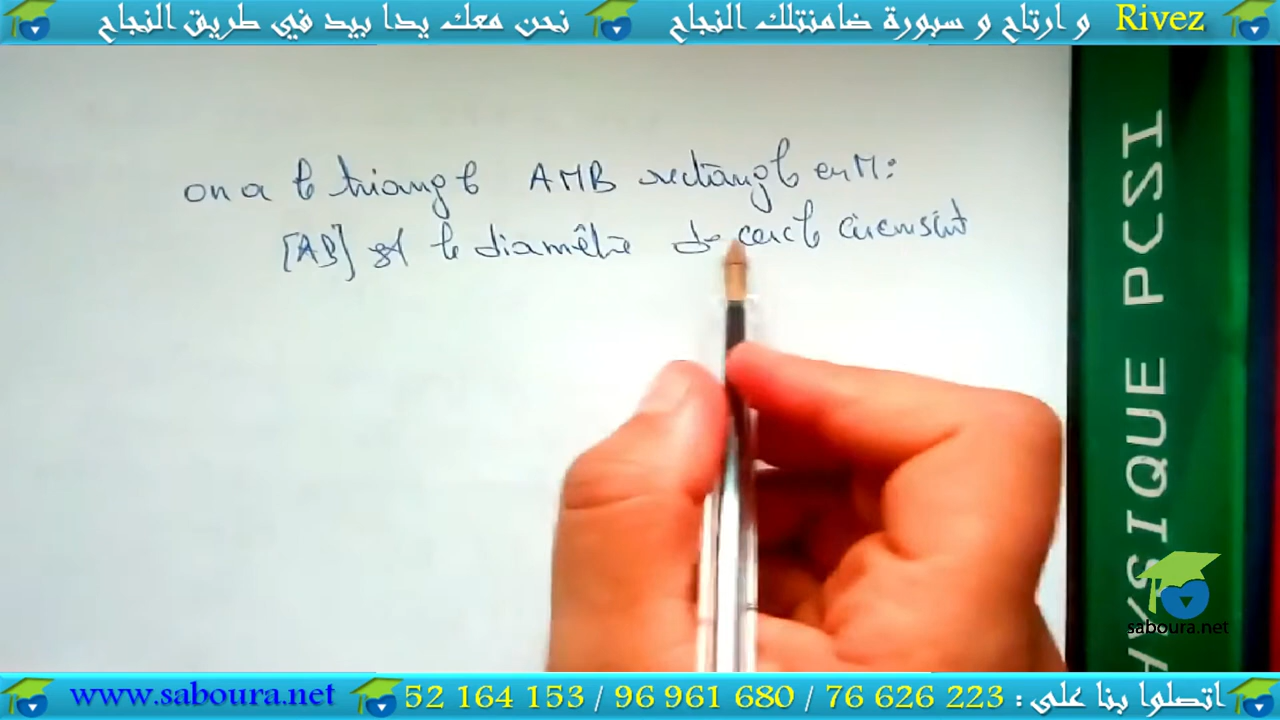 نحن معك يدا بيد في طريق النجاح و ارتاح و سبورة ضامنتلك النجاح Rivez
on a le triangle AMB rectangle en M :
[AB] est le diamêtre de cercle circonscrit
PHYSIQUE PCSI
saboura.net
www.saboura.net 52 164 153 / 96 961 680 / 76 626 223 : اتصلوا بنا على